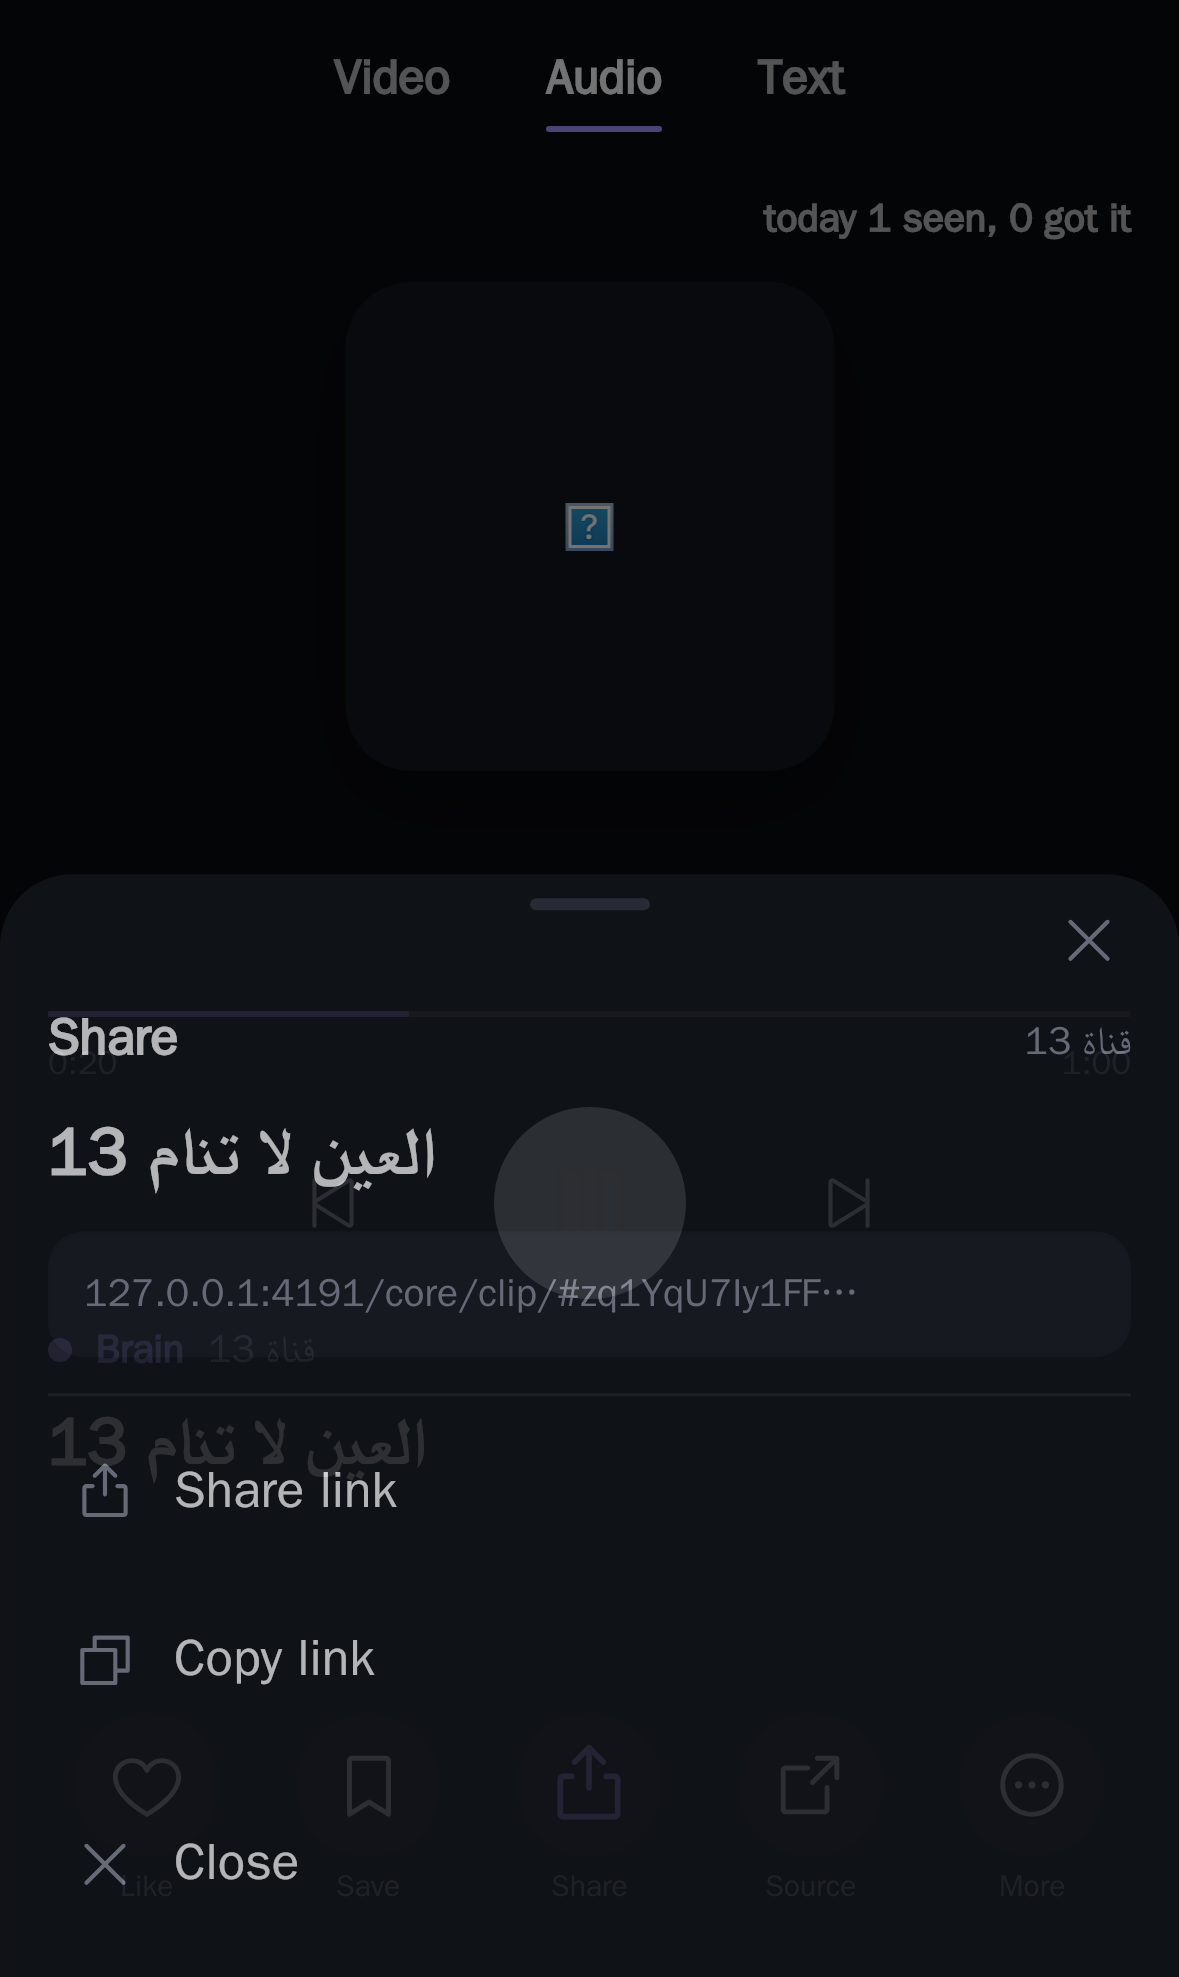 Video Audio Text
today 1 seen, 0 got it
?
Share
قناة 13
0:20 1:00
العين لا تنام 13
127.0.0.1:4191/core/clip/#zq1YqU7Iy1FF…
Brain قناة 13
العين لا تنام 13
Share link
Copy link
Close
Like Save Share Source More